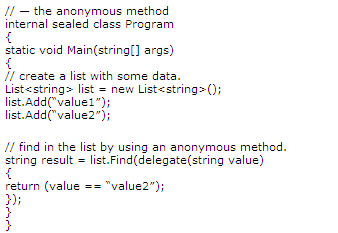 // — the anonymous method
internal sealed class Program
{
static void Main(string[] args)
{
// create a list with some data.
List<string> list = new List<string>();
list.Add(“value1”);
list.Add(“value2”);
// find in the list by using an anonymous method.
string result = list.Find(delegate(string value)
{
return (value == “value2”);
});
}
}